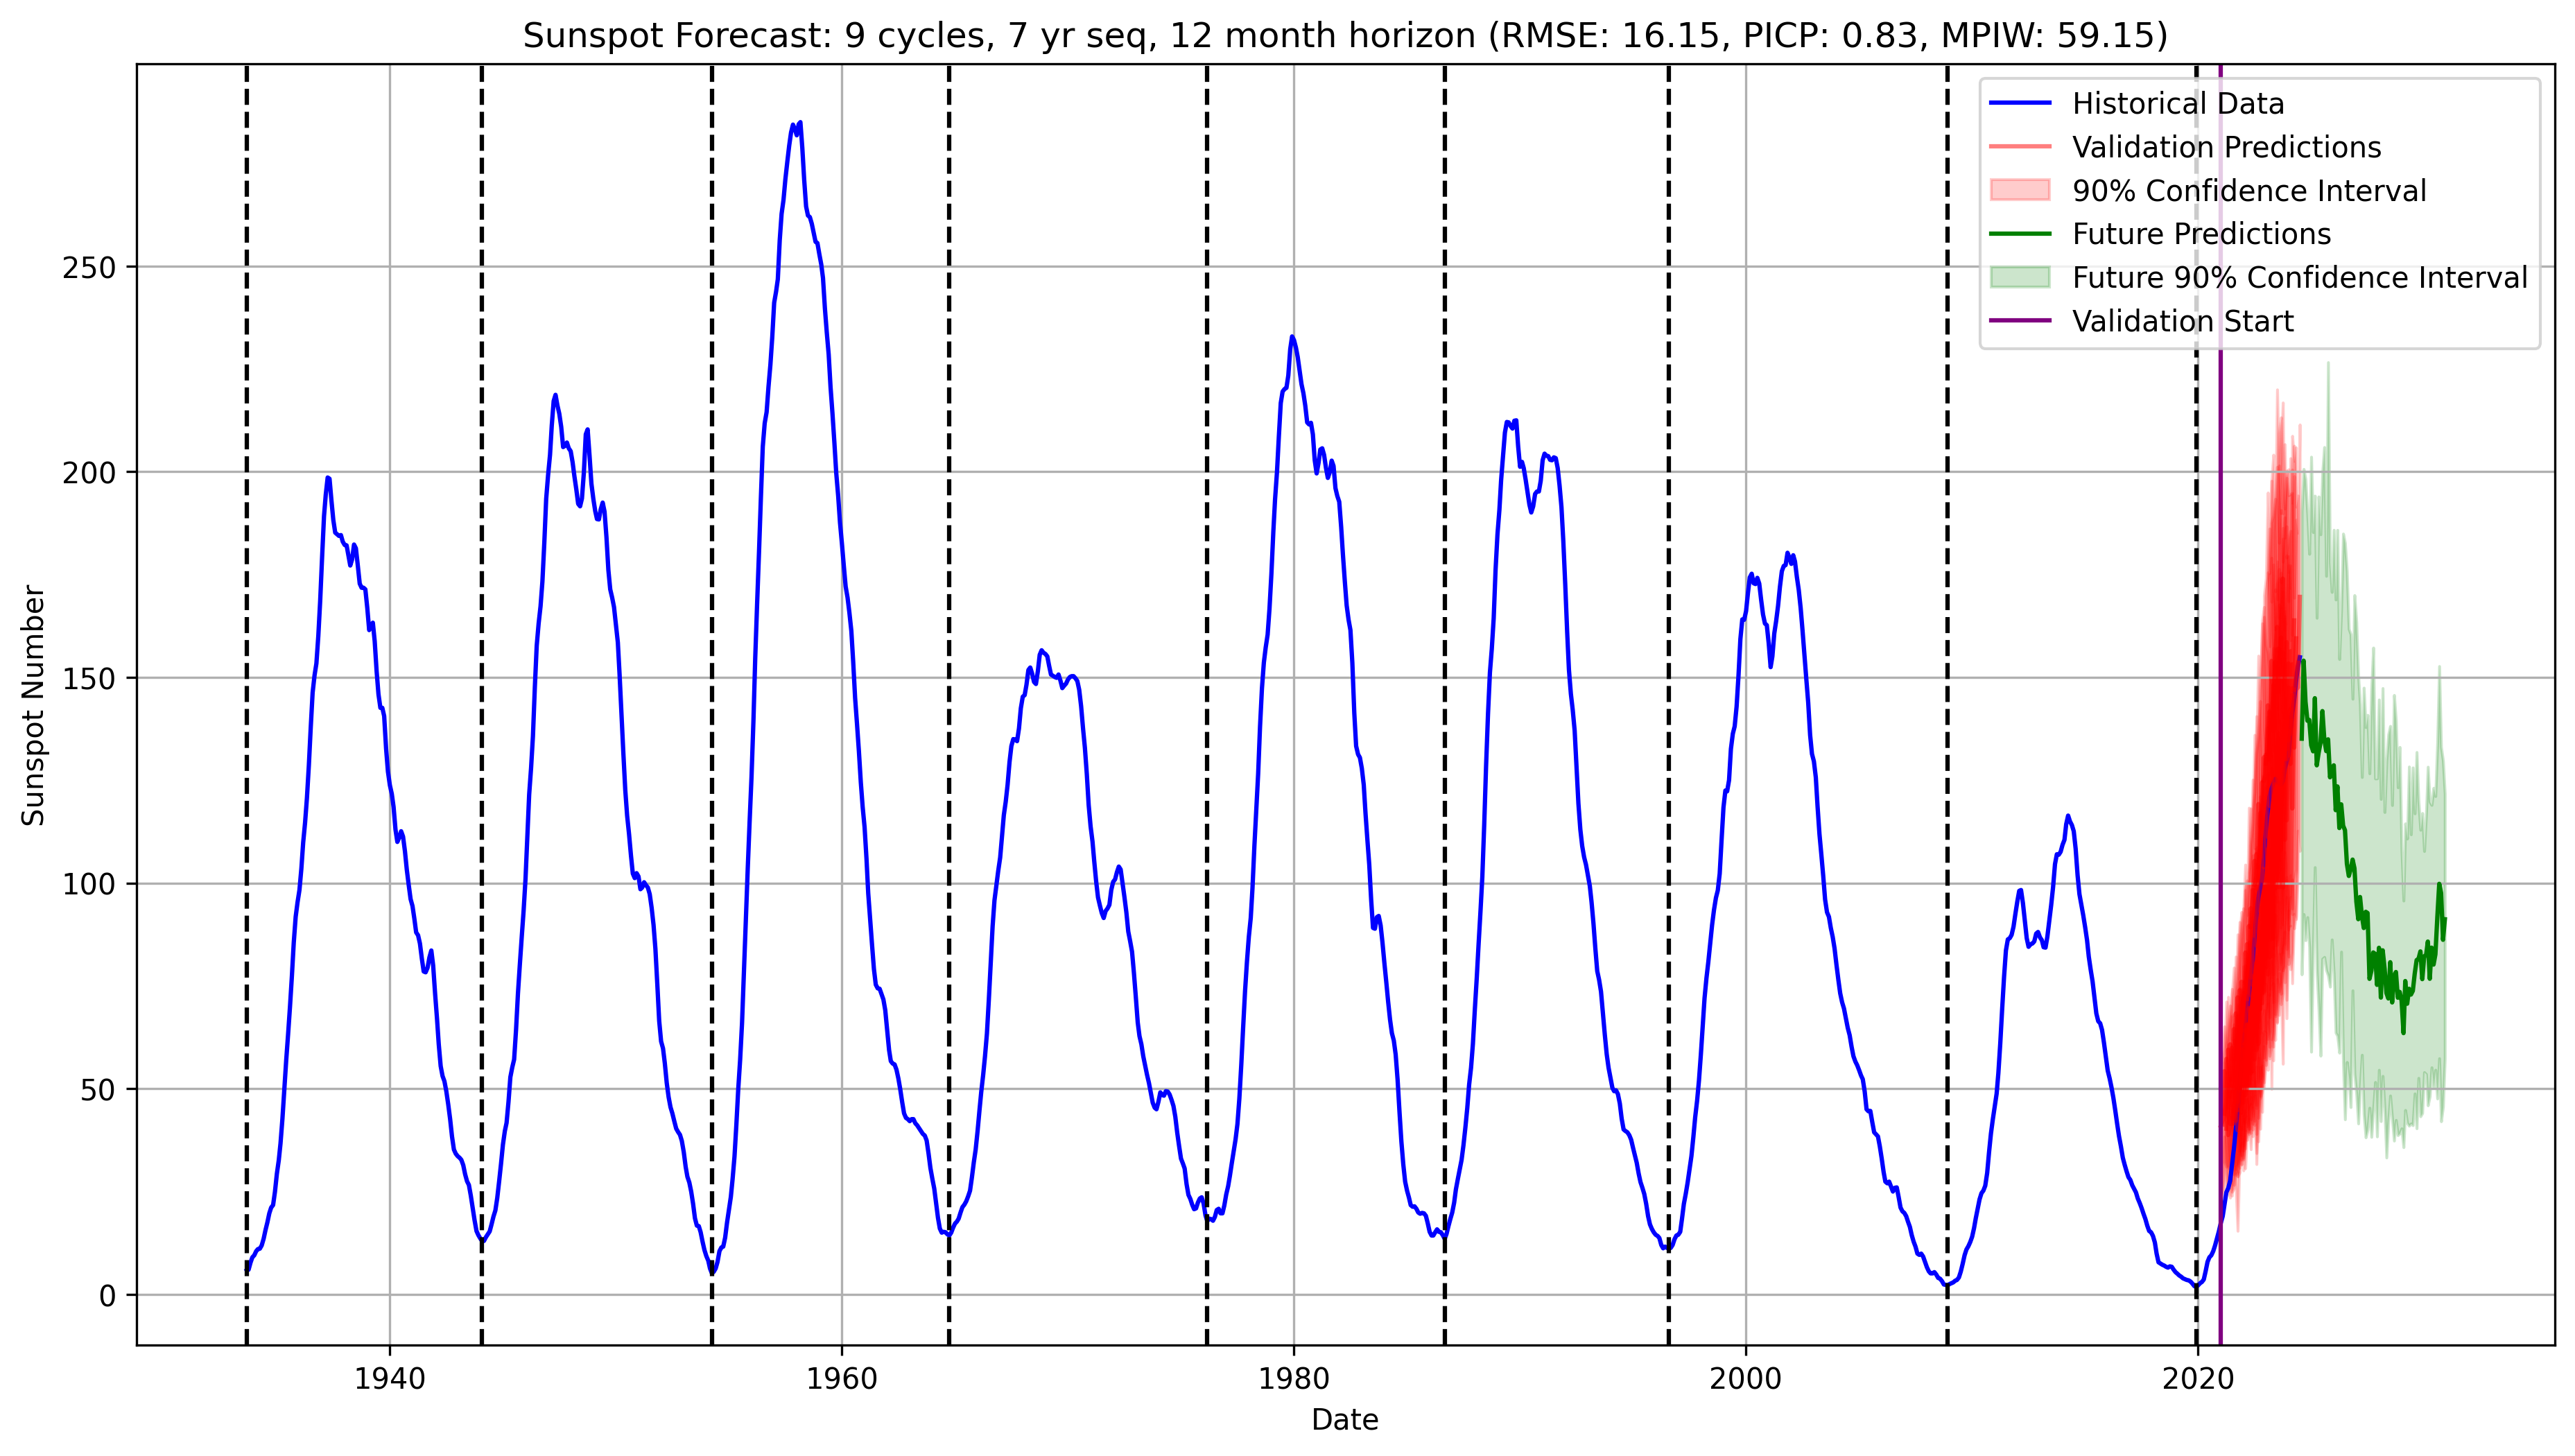 Sunspot Forecast: 9 cycles, 7 yr seq, 12 month horizon (RMSE: 16.15, PICP: 0.83, MPIW: 59.15)
Historical Data
Validation Predictions
90% Confidence Interval
Future Predictions
Future 90% Confidence Interval
Validation Start
Sunspot Number
250
200
150
100
50
0
1940 1960 1980 2000 2020
Date